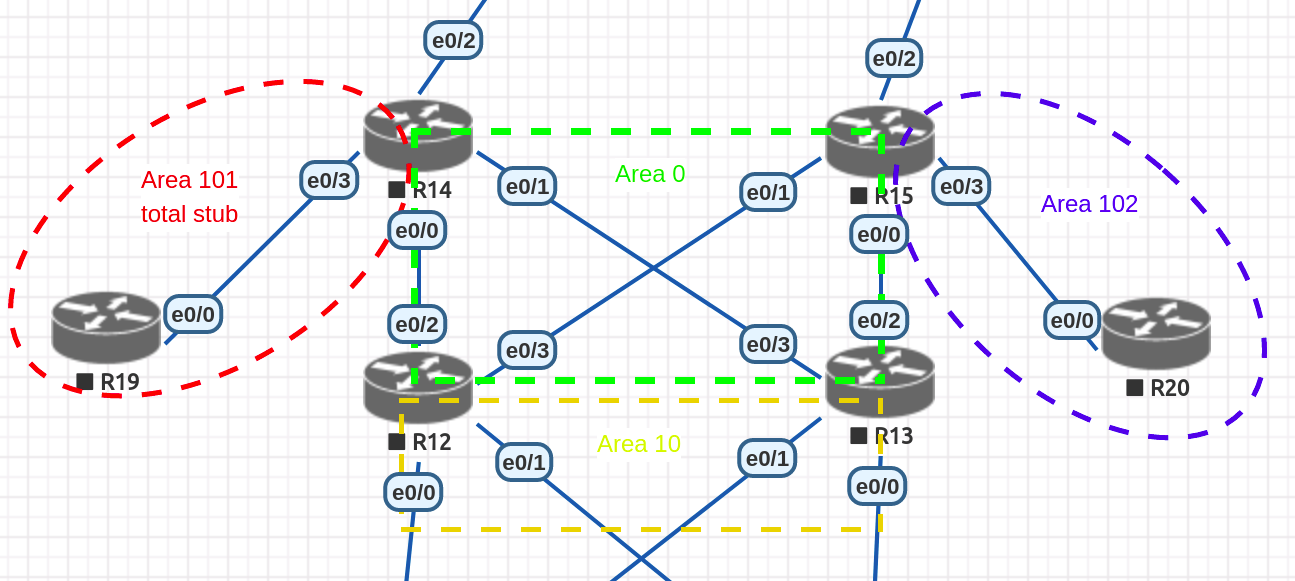 e0/2
e0/2
Area 101
total stub
e0/3
R14
e0/1
Area 0
e0/1
R15
e0/3
Area 102
e0/0
e0/0
e0/0
e0/2
e0/3
e0/3
e0/2
e0/0
R19
R20
R12
e0/1
Area 10
e0/1
R13
e0/0
e0/0